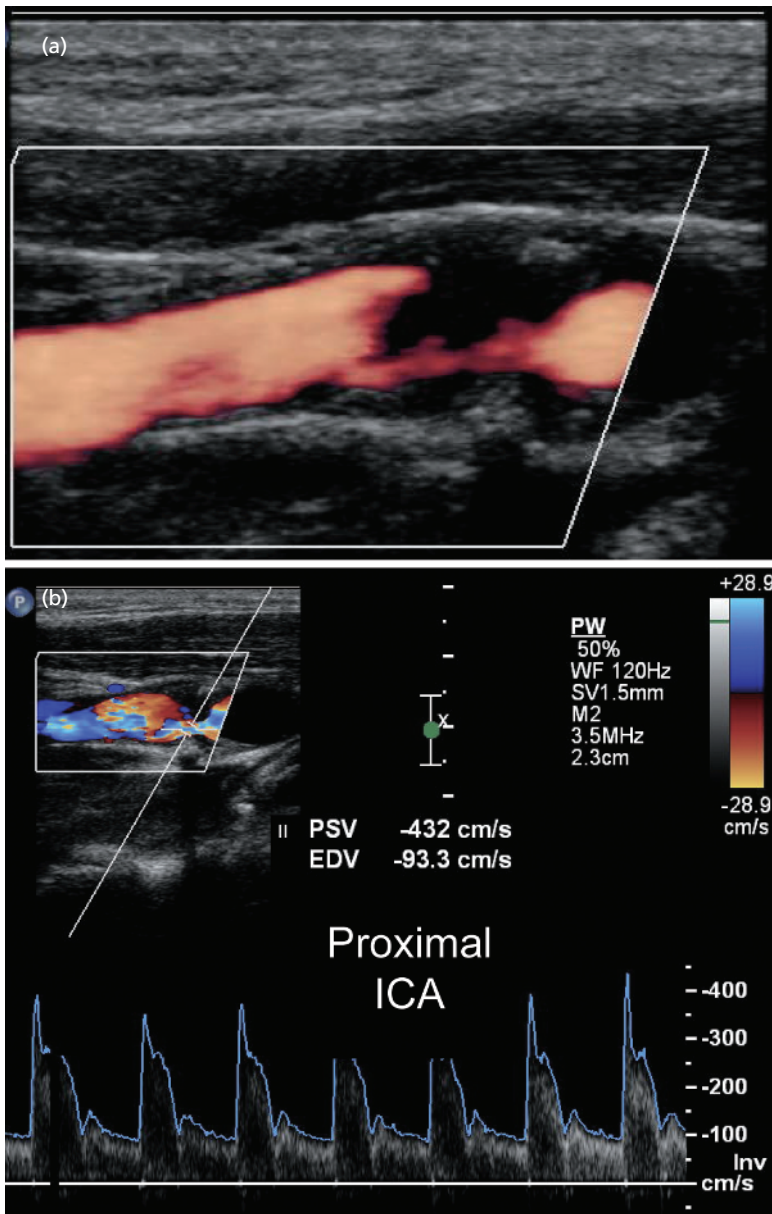 (a)
P
(b)
+28.9
-28.9
cm/s
PW
50%
WF 120Hz
SV1.5mm
M2
3.5MHz
2.3cm
x
II PSV -432 cm/s
EDV -93.3 cm/s
Proximal
ICA
-400
-300
-200
-100
Inv
cm/s